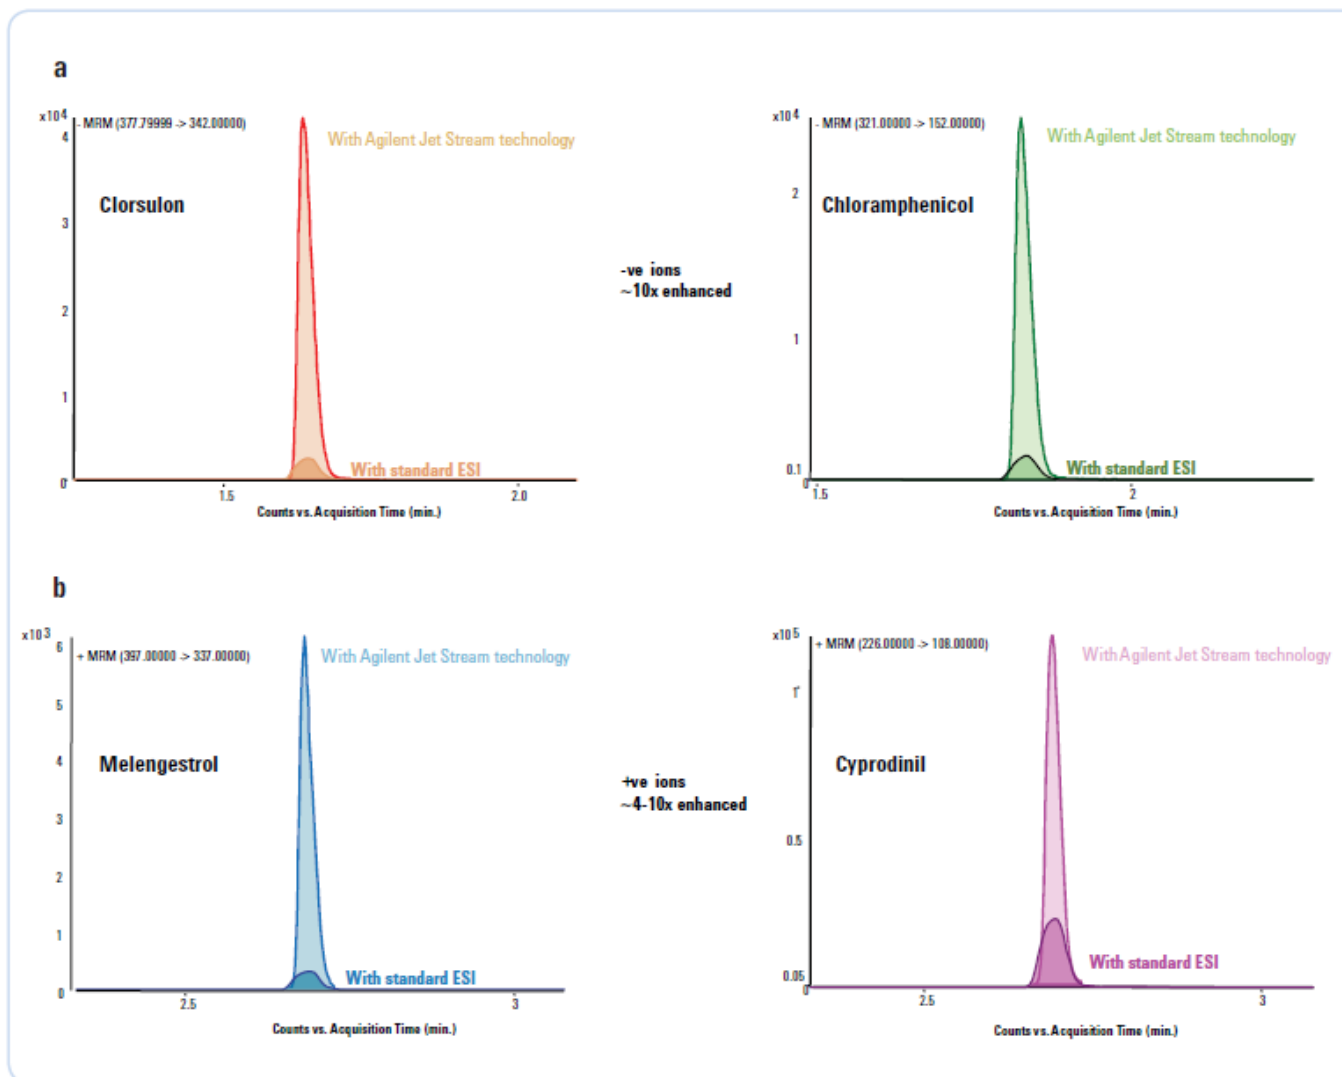 a
x10⁴
- MRM (377.79999 -> 342.00000)
With Agilent Jet Stream technology
4
Clorsulon
3
2
1
With standard ESI
0
1.5
2.0
Counts vs. Acquisition Time (min.)
-ve ions
~10x enhanced
x10⁴
- MRM (321.00000 -> 152.00000)
With Agilent Jet Stream technology
2
Chloramphenicol
1
0.1
With standard ESI
0
1.5
2
Counts vs. Acquisition Time (min.)
b
x10³
6
+ MRM (397.00000 -> 337.00000)
With Agilent Jet Stream technology
5
4
Melengestrol
3
2
1
With standard ESI
0
2.5
3
Counts vs. Acquisition Time (min.)
+ve ions
~4-10x enhanced
x10⁵
+ MRM (226.00000 -> 108.00000)
With Agilent Jet Stream technology
1
Cyprodinil
0.5
With standard ESI
0.05
0
2.5
3
Counts vs. Acquisition Time (min.)